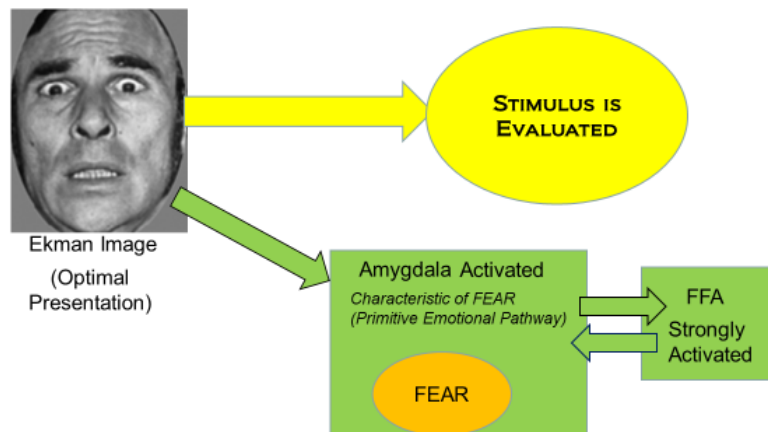 STIMULUS IS
EVALUATED
Ekman Image
(Optimal
Presentation)
Amygdala Activated
Characteristic of FEAR
(Primitive Emotional Pathway)
FEAR
FFA
Strongly
Activated